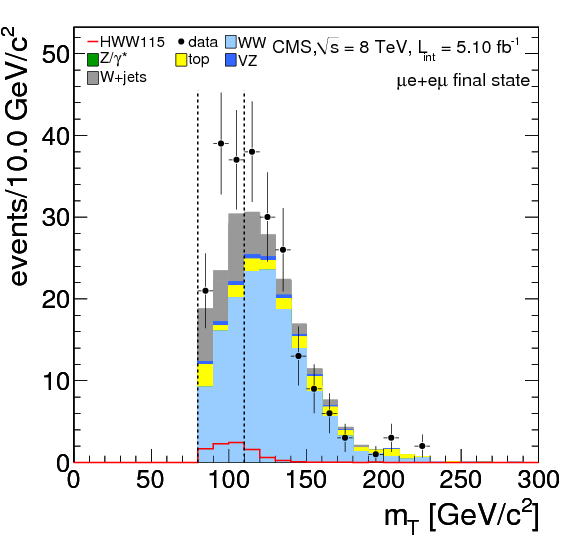 HWW115 data WW CMS,√s = 8 TeV, L_int = 5.10 fb⁻¹
Z/γ* top VZ
W+jets μe+eμ final state
events/10.0 GeV/c²
50
40
30
20
10
0
0 50 100 150 200 250 300
m_T [GeV/c²]